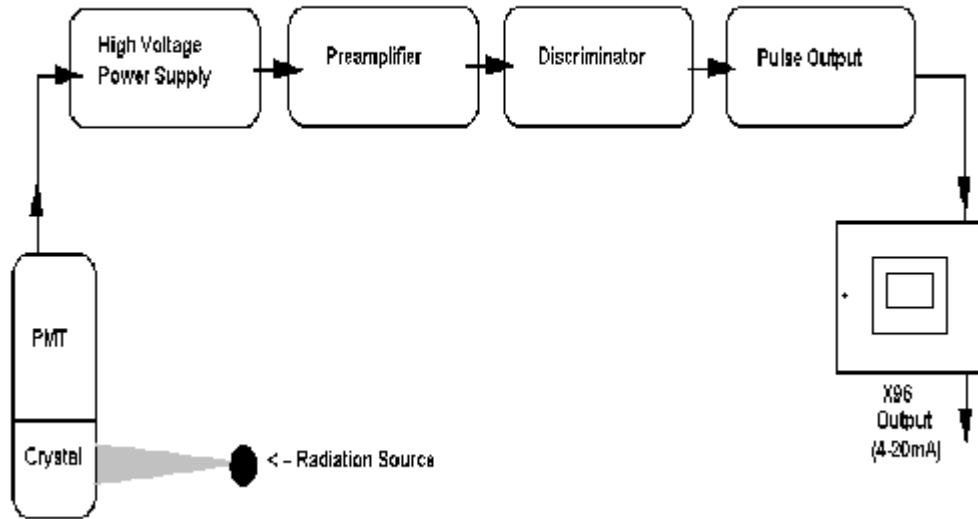 High Voltage
Power Supply
Preamplifier
Discriminator
Pulse Output
PMT
Crystal
<- Radiation Source
X96
Output
(4-20mA)